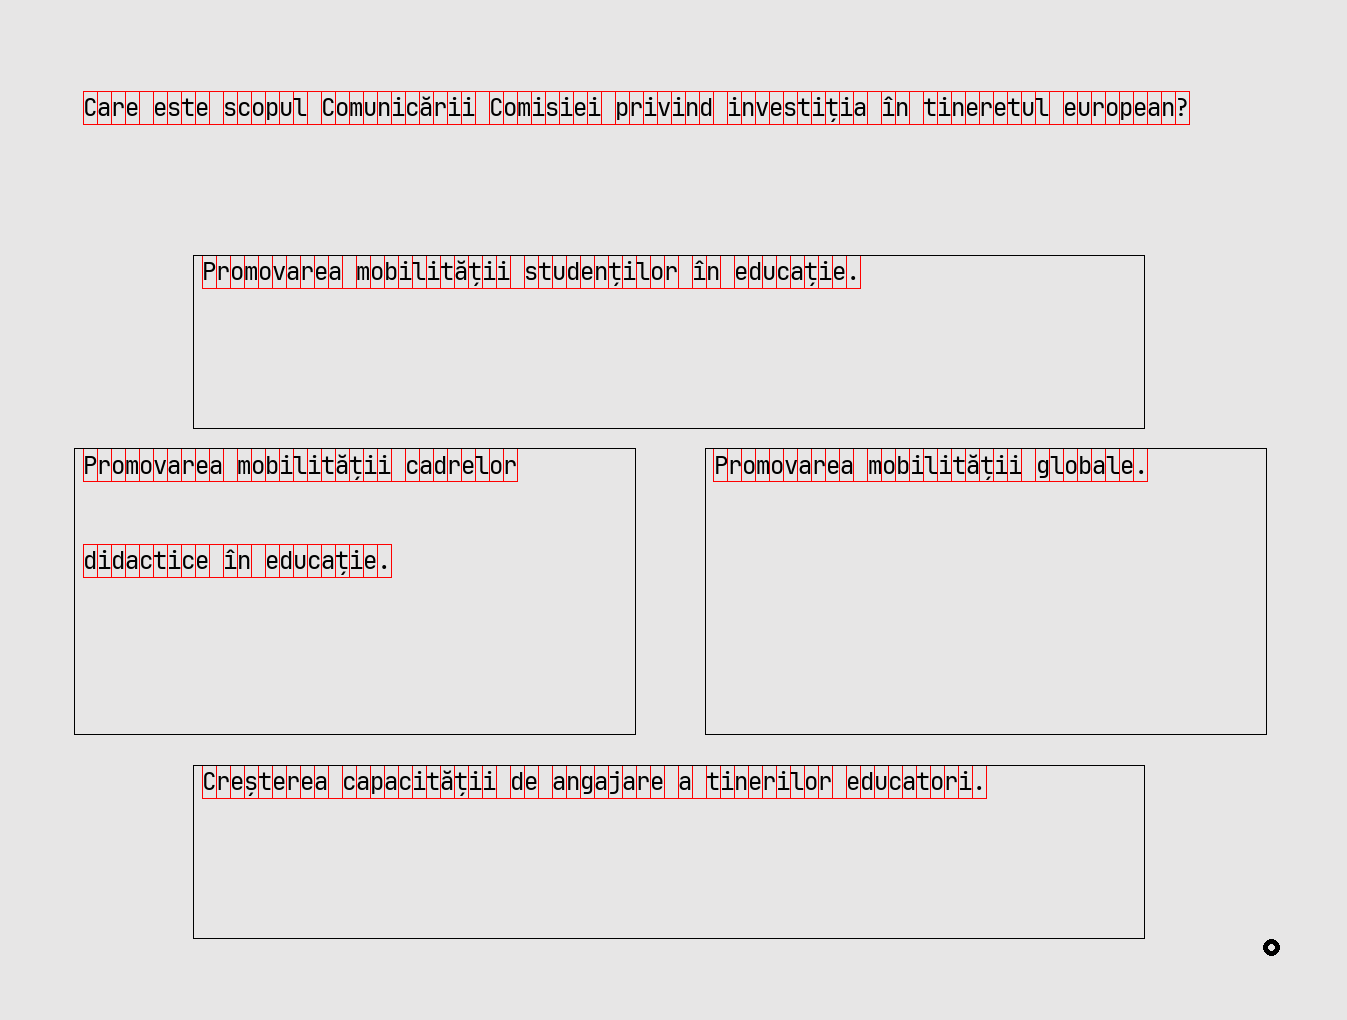 Care este scopul Comunicării Comisiei privind investiția în tineretul european?
Promovarea mobilității studenților în educație.
Promovarea mobilității cadrelor
didactice în educație.
Promovarea mobilității globale.
Creșterea capacității de angajare a tinerilor educatori.